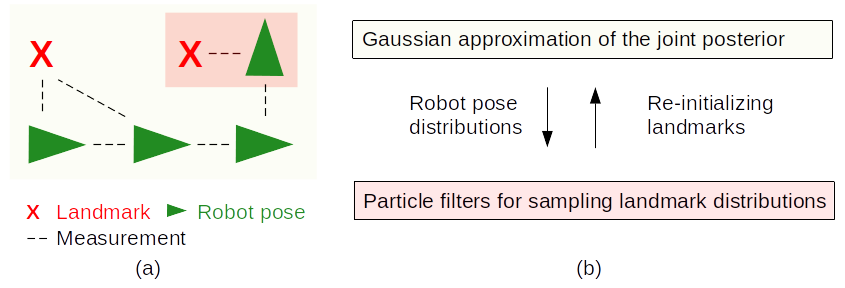 X
X
X Landmark Robot pose
Measurement
(a)
Gaussian approximation of the joint posterior
Robot pose
distributions
Re-initializing
landmarks
Particle filters for sampling landmark distributions
(b)